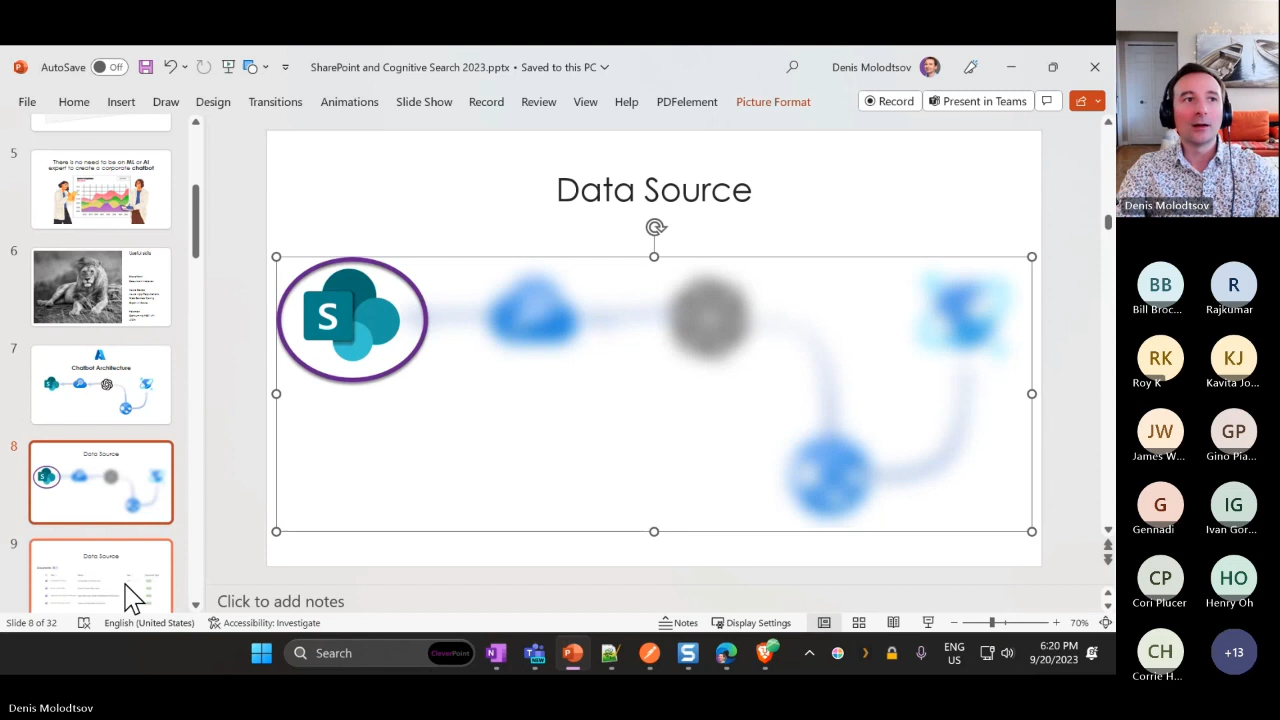 AutoSave Off SharePoint and Cognitive Search 2023.pptx • Saved to this PC Denis Molodtsov
File Home Insert Draw Design Transitions Animations Slide Show Record Review View Help PDFelement Picture Format Record Present in Teams
5
There is no need to be an ML or AI
expert to create a corporate chatbot
6
7
Chatbot Architecture
8
Data Source
9
Data Source
Data Source
S
Click to add notes
Slide 8 of 32 English (United States) Accessibility: Investigate Notes Display Settings 70%
Search CleverPoint ENG
US
6:20 PM
9/20/2023
Denis Molodtsov
Denis Molodtsov
BB
Bill Broc...
R
Rajkumar
RK
Roy K
KJ
Kavita Jo...
JW
James W...
GP
Gino Pia...
G
Gennadi
IG
Ivan Gor...
CP
Cori Plucer
HO
Henry Oh
CH
Corrie H...
+13